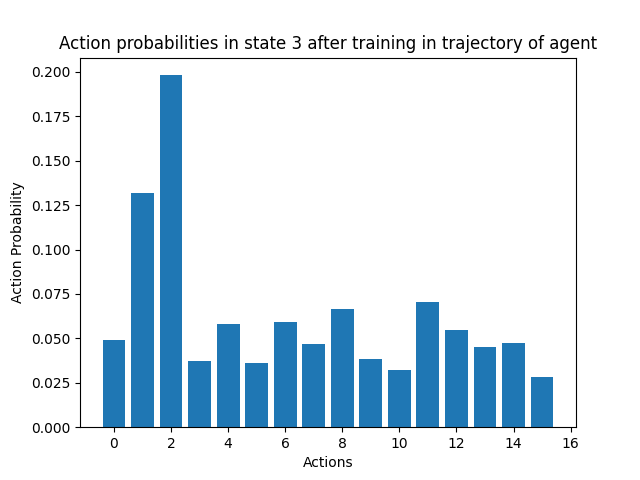 Action probabilities in state 3 after training in trajectory of agent
0.200
0.175
0.150
0.125
0.100
0.075
0.050
0.025
0.000
Action Probability
0 2 4 6 8 10 12 14 16
Actions